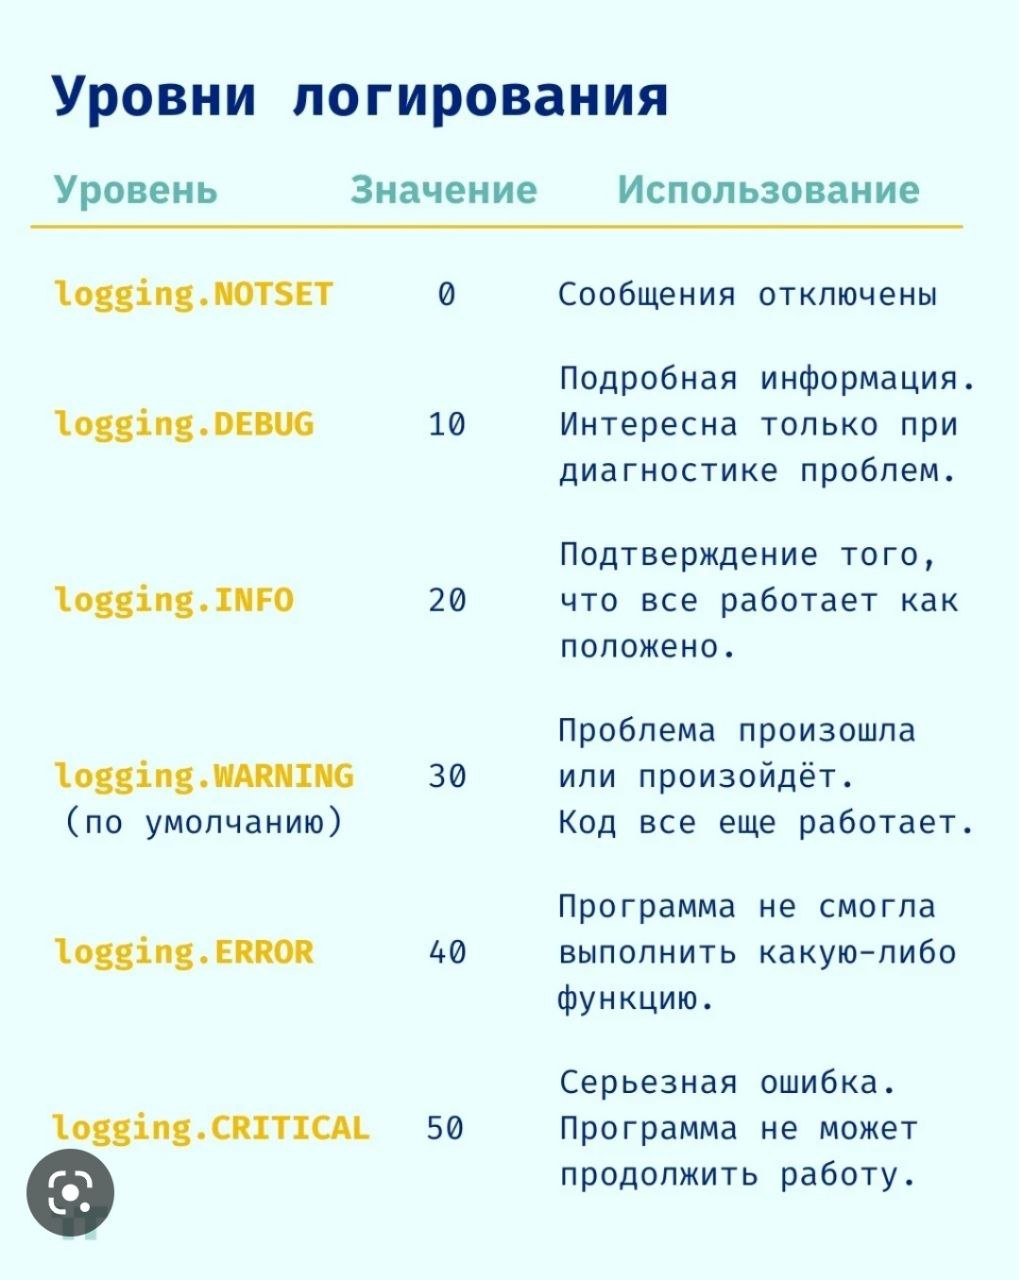 Уровни логирования
Уровень Значение Использование
logging.NOTSET 0 Сообщения отключены
Подробная информация.
logging.DEBUG 10 Интересна только при
диагностике проблем.
Подтверждение того,
logging.INFO 20 что все работает как
положено.
Проблема произошла
logging.WARNING 30 или произойдёт.
(по умолчанию) Код все еще работает.
Программа не смогла
logging.ERROR 40 выполнить какую-либо
функцию.
Серьезная ошибка.
logging.CRITICAL 50 Программа не может
продолжить работу.